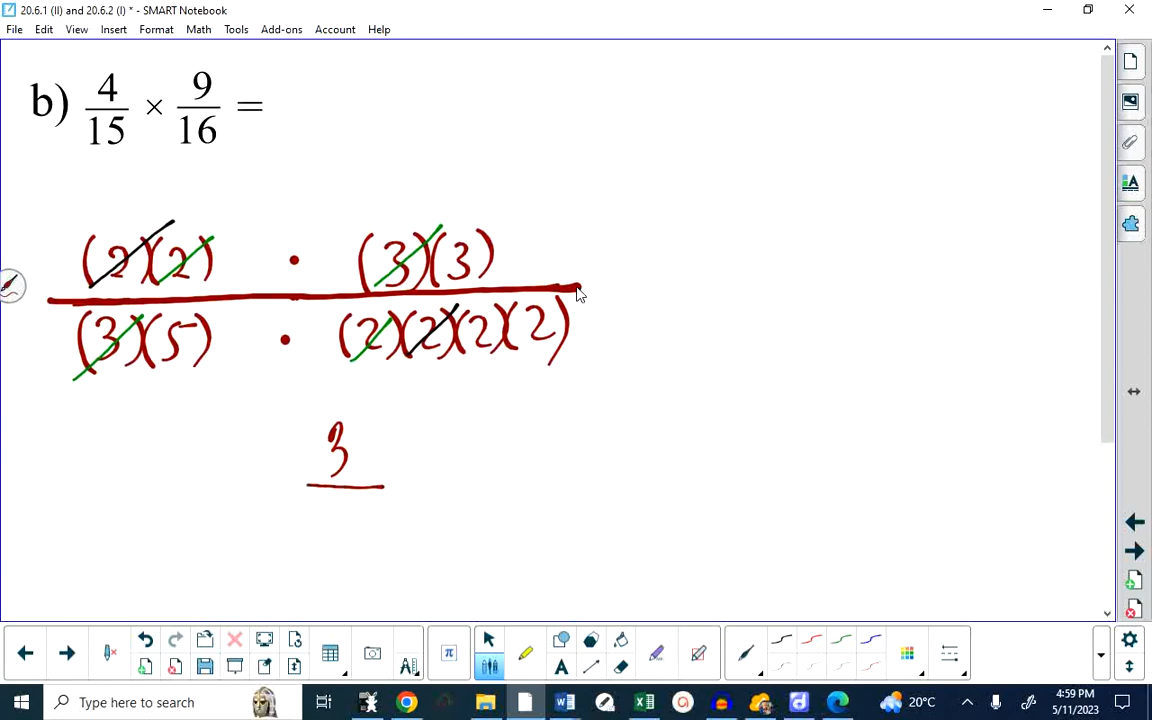 20.6.1 (II) and 20.6.2 (I) * - SMART Notebook
File Edit View Insert Format Math Tools Add-ons Account Help
b) 4/15 × 9/16 =
(2)(2) · (3)(3)
(3)(5) · (2)(2)(2)(2)
3
π
A
Type here to search
20°C
4:59 PM
5/11/2023